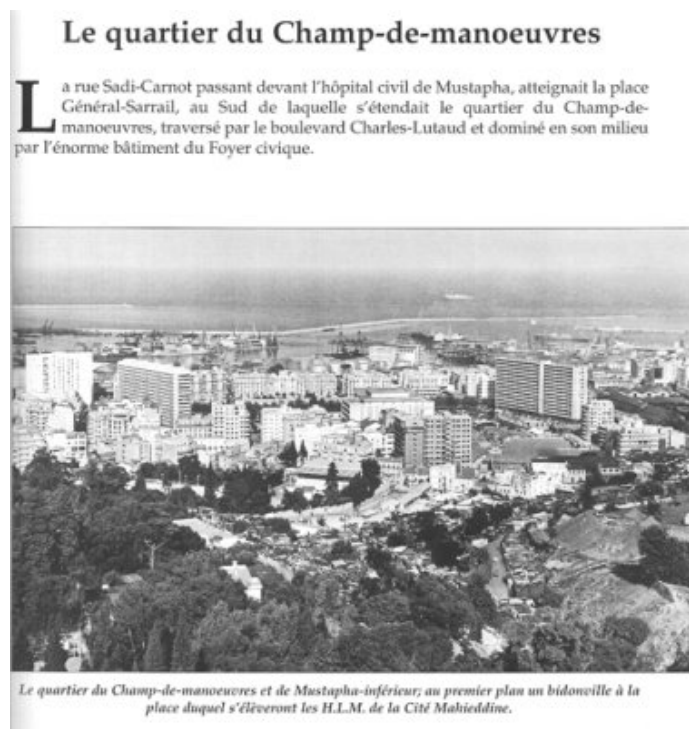 Le quartier du Champ-de-manoeuvres
La rue Sadi-Carnot passant devant l'hôpital civil de Mustapha, atteignait la place
Général-Sarrail, au Sud de laquelle s'étendait le quartier du Champ-de-
manoeuvres, traversé par le boulevard Charles-Lutaud et dominé en son milieu
par l'énorme bâtiment du Foyer civique.
Le quartier du Champ-de-manoeuvres et de Mustapha-inférieur; au premier plan un bidonville à la
place duquel s'élèveront les H.L.M. de la Cité Mahieddine.